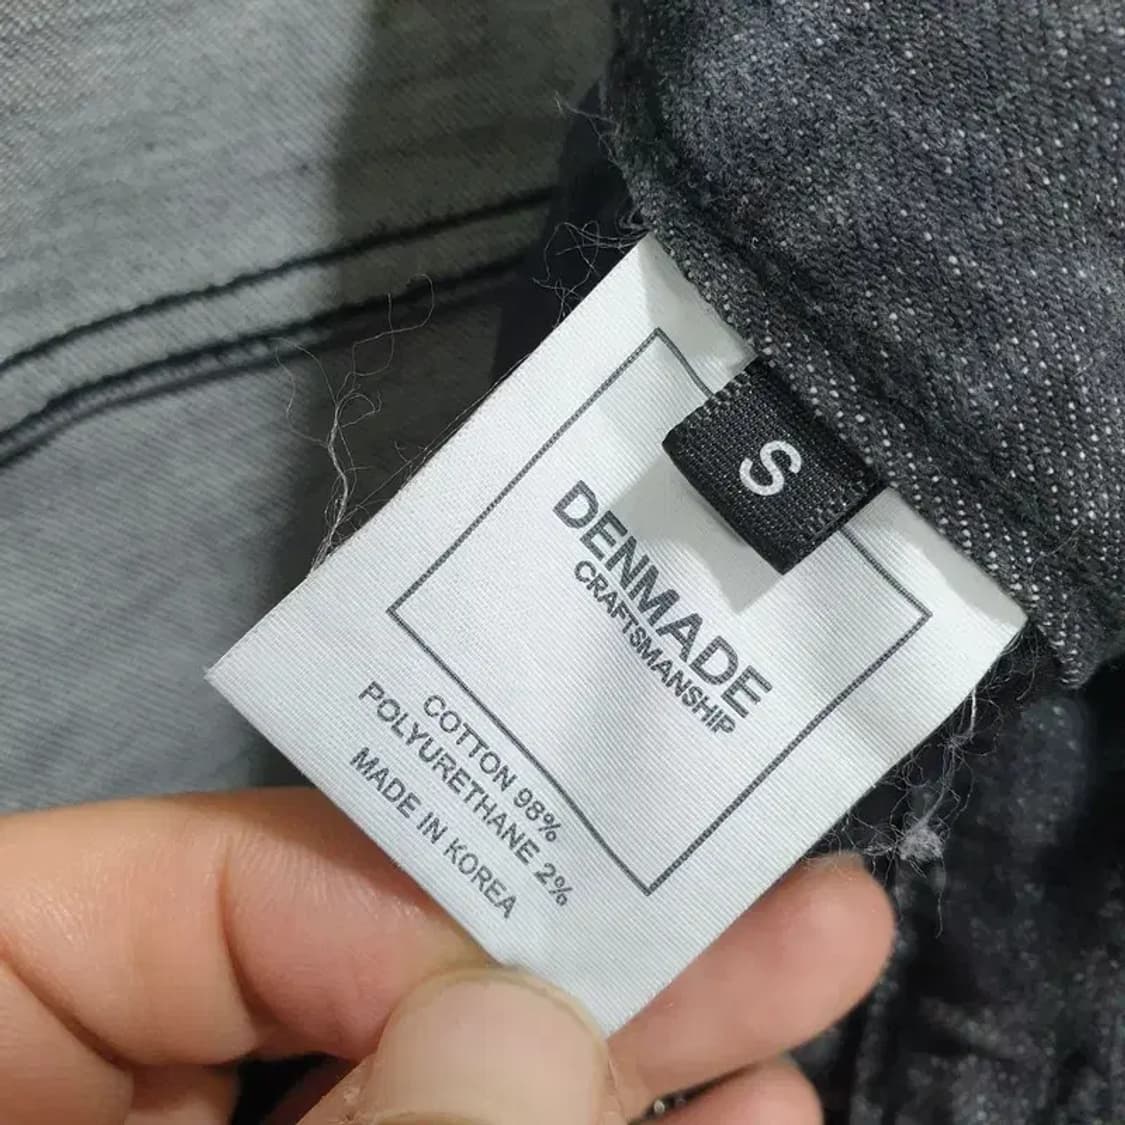 S
DENMADE
CRAFTSMANSHIP
COTTON 98%
POLYURETHANE 2%
MADE IN KOREA